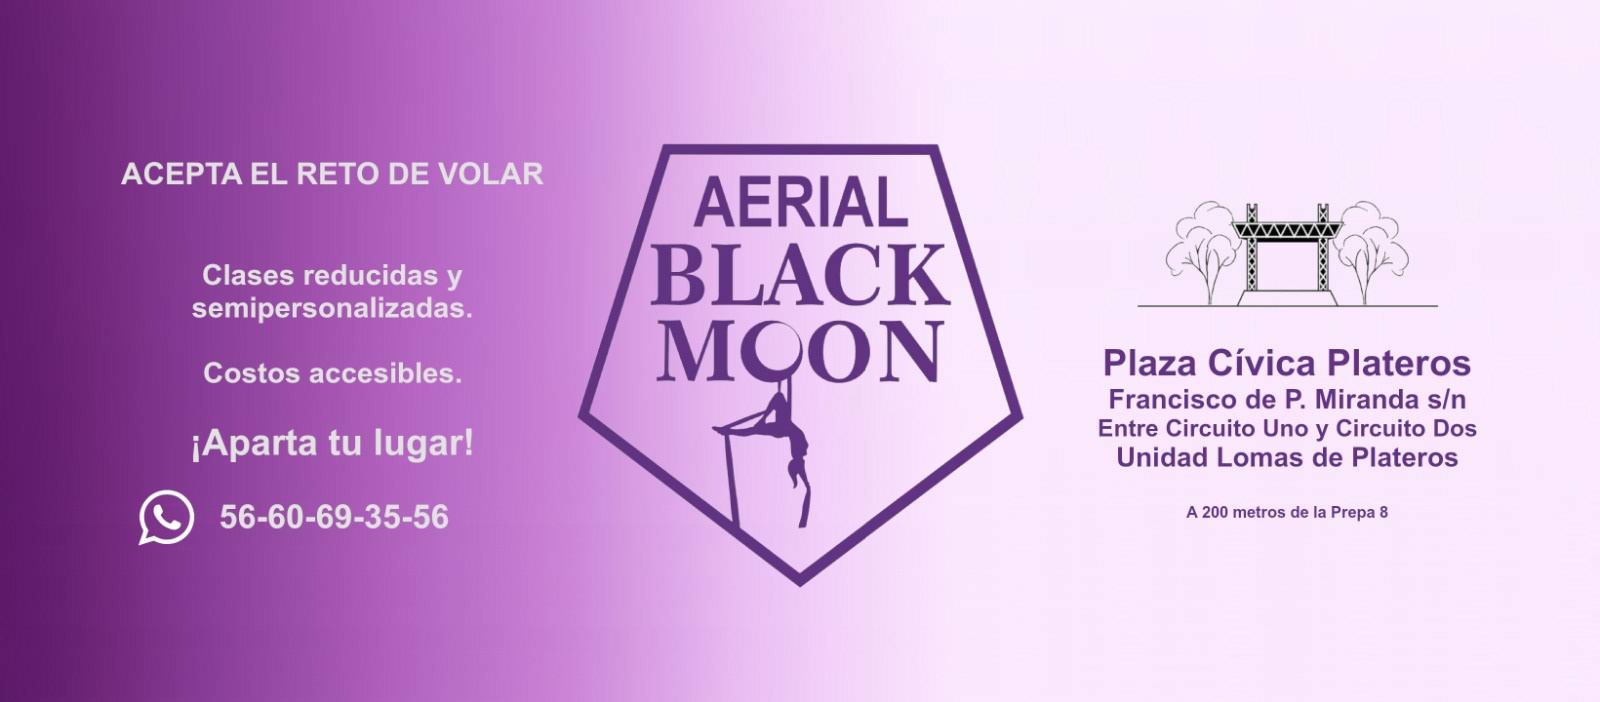 ACEPTA EL RETO DE VOLAR
Clases reducidas y
semipersonalizadas.
Costos accesibles.
¡Aparta tu lugar!
56-60-69-35-56
AERIAL
BLACK
MOON
Plaza Cívica Plateros
Francisco de P. Miranda s/n
Entre Circuito Uno y Circuito Dos
Unidad Lomas de Plateros
A 200 metros de la Prepa 8